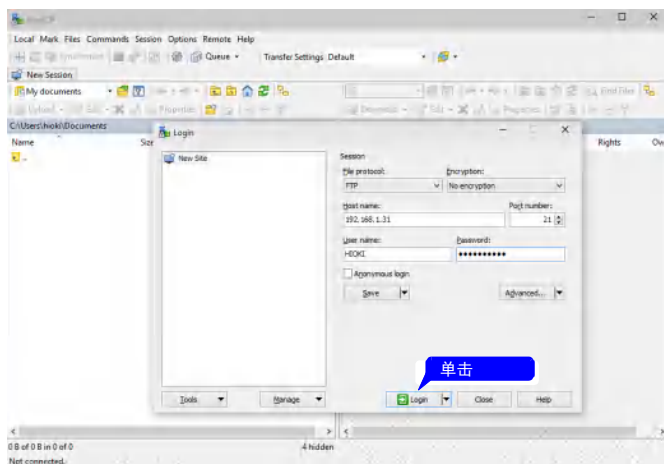 Local Mark Files Commands Session Options Remote Help
Queue Transfer Settings Default
New Session
My documents
Find Files
C:\Users\hioki\Documents
Name
Rights
Login
New Site
Session
File protocol:
Encryption:
FTP
No encryption
Host name:
Port number:
192.168.1.31
21
User name:
Password:
HIOKI
••••••••••
Anonymous login
Save
Advanced...
单击
Tools
Manage
Login
Close
Help
0 B of 0 B in 0 of 0
4 hidden
Not connected.